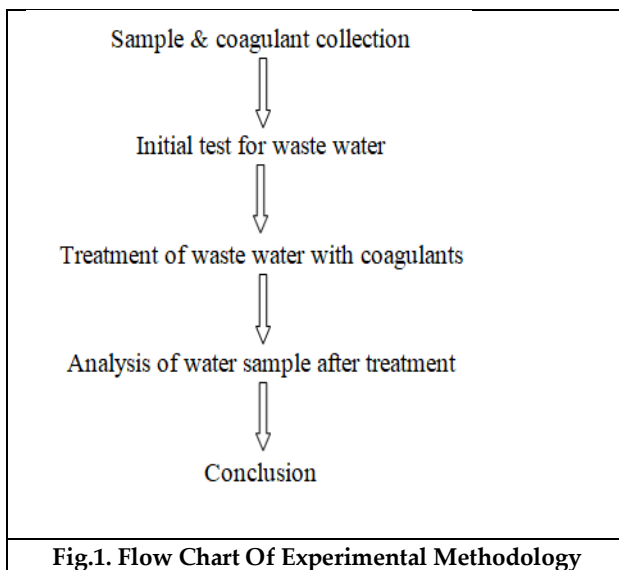 Sample & coagulant collection
Initial test for waste water
Treatment of waste water with coagulants
Analysis of water sample after treatment
Conclusion
Fig.1. Flow Chart Of Experimental Methodology